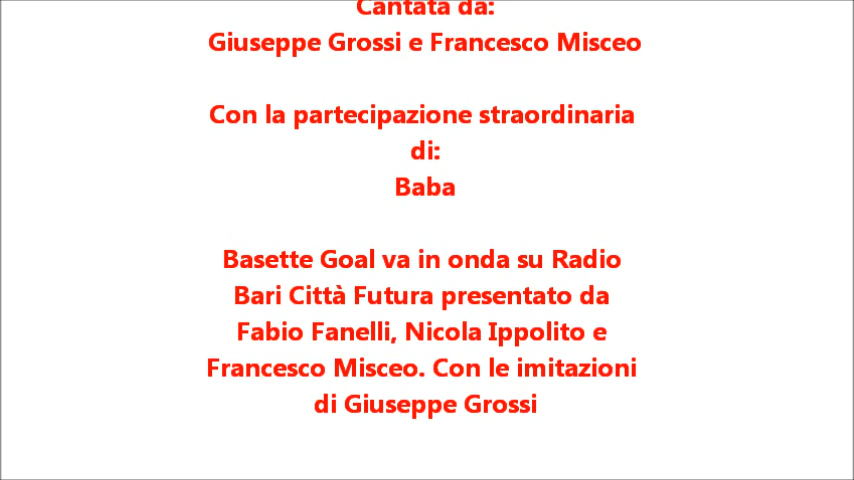 Cantata da:
Giuseppe Grossi e Francesco Misceo
Con la partecipazione straordinaria
di:
Baba
Basette Goal va in onda su Radio
Bari Città Futura presentato da
Fabio Fanelli, Nicola Ippolito e
Francesco Misceo. Con le imitazioni
di Giuseppe Grossi